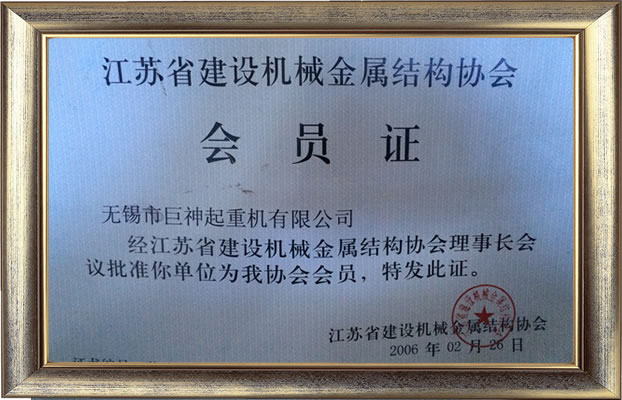 江苏省建设机械金属结构协会
会员证
无锡市巨神起重机有限公司
经江苏省建设机械金属结构协会理事长会
议批准你单位为我协会会员，特发此证。
江苏省建设机械金属结构协会
2006 年 02 月 26 日